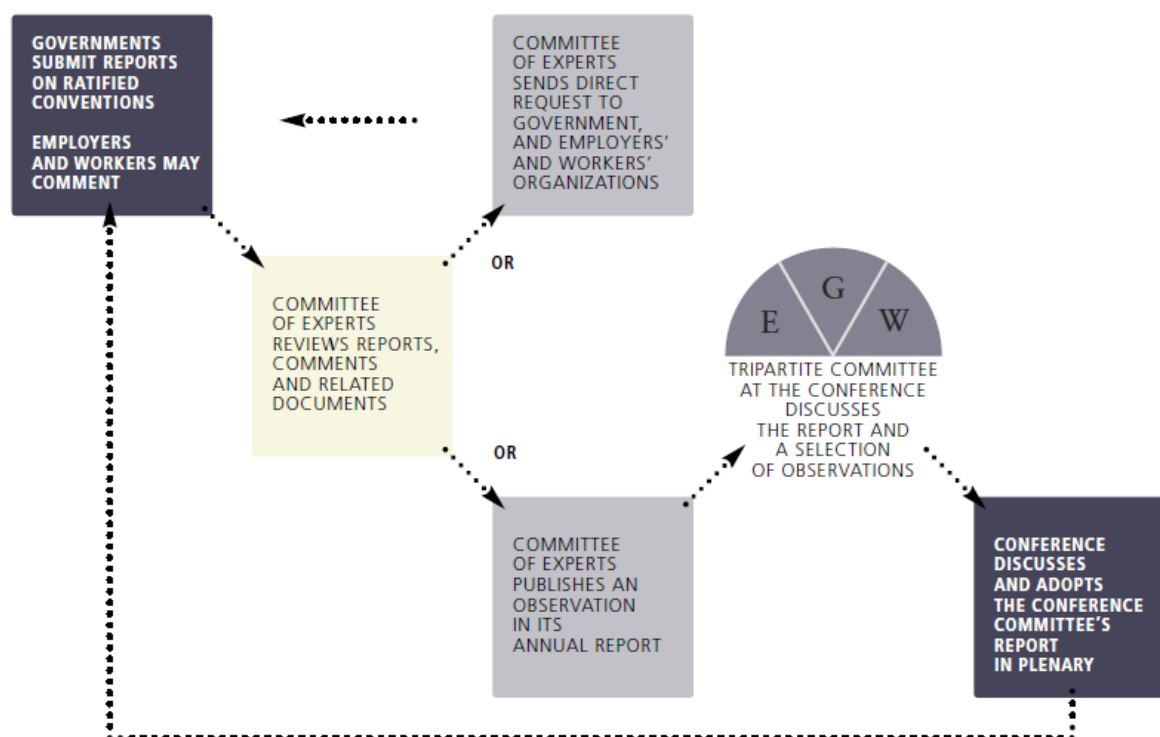 GOVERNMENTS
SUBMIT REPORTS
ON RATIFIED
CONVENTIONS
EMPLOYERS
AND WORKERS MAY
COMMENT
COMMITTEE
OF EXPERTS
SENDS DIRECT
REQUEST TO
GOVERNMENT,
AND EMPLOYERS’
AND WORKERS’
ORGANIZATIONS
OR
COMMITTEE
OF EXPERTS
REVIEWS REPORTS,
COMMENTS
AND RELATED
DOCUMENTS
E
G
W
TRIPARTITE COMMITTEE
AT THE CONFERENCE
DISCUSSES
THE REPORT AND
A SELECTION
OF OBSERVATIONS
OR
COMMITTEE
OF EXPERTS
PUBLISHES AN
OBSERVATION
IN ITS
ANNUAL REPORT
CONFERENCE
DISCUSSES
AND ADOPTS
THE CONFERENCE
COMMITTEE’S
REPORT
IN PLENARY